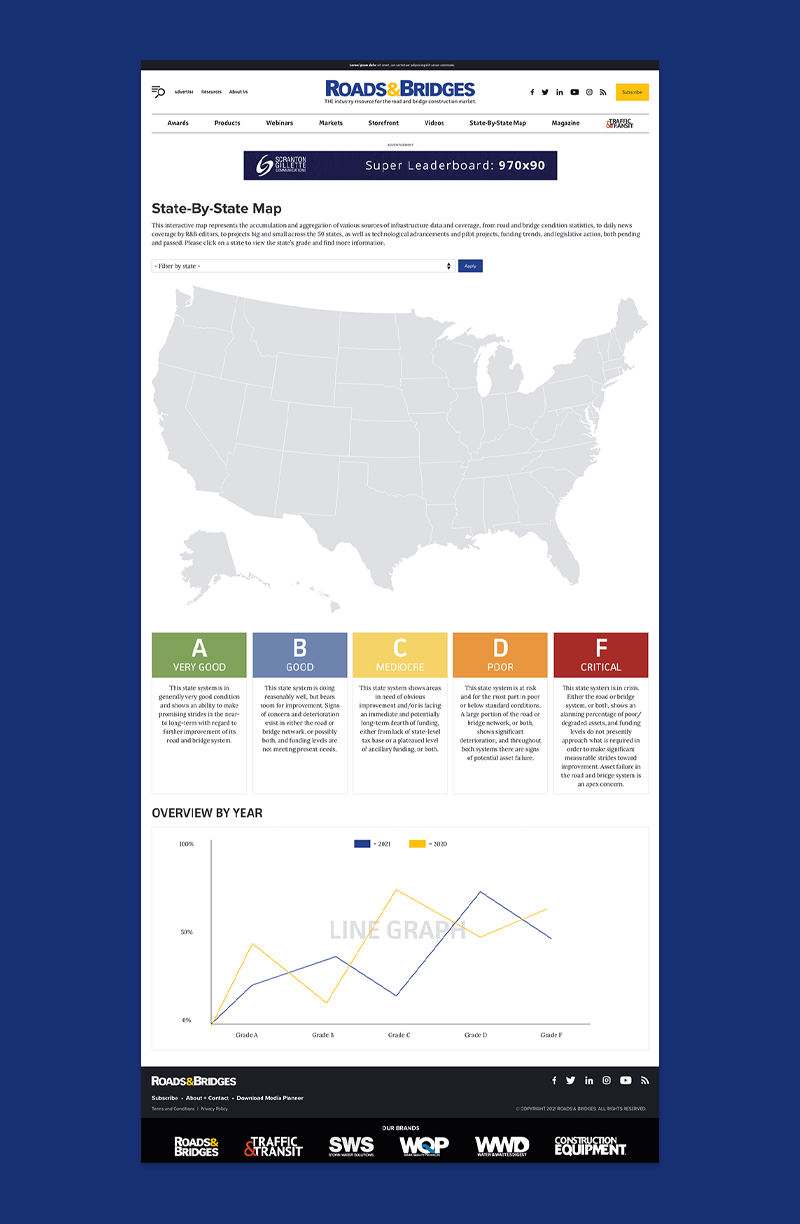 Lorem ipsum dolor sit amet, consectetur adipiscing elit
Advertise Resources About Us
ROADS&BRIDGES
THE industry resource for the road and bridge construction market.
Subscribe
Awards Products Webinars Markets Storefront Videos State-By-State Map Magazine TRAFFIC &TRANSIT
ADVERTISEMENT
SCRANTON
GILLETTE
COMMUNICATIONS
Super Leaderboard: 970x90
State-By-State Map
This interactive map represents the accumulation and aggregation of various sources of infrastructure data and coverage, from road and bridge condition statistics, to daily news
coverage by R&B editors, to projects big and small across the 50 states, as well as technological advancements and pilot projects, funding trends, and legislative action, both pending
and passed. Please click on a state to view the state's grade and find more information.
- Filter by state -
Apply
A
VERY GOOD
This state system is in
generally very good condition
and shows an ability to make
promising strides in the near-
to long-term with regard to
further improvement of its
road and bridge system.
B
GOOD
This state system is doing
reasonably well, but bears
room for improvement. Signs
of concern and deterioration
exist in either the road or
bridge network, or possibly
both, and funding levels are
not meeting present needs.
C
MEDIOCRE
This state system shows areas
in need of obvious
improvement and/or is facing
an immediate and potentially
long-term dearth of funding,
either from lack of state-level
tax base or a plateaued level
of ancillary funding, or both.
D
POOR
This state system is at risk
and for the most part in poor
or below standard conditions.
A large portion of the road or
bridge network, or both,
shows significant
deterioration, and throughout
both systems there are signs
of potential asset failure.
F
CRITICAL
This state system is in crisis.
Either the road or bridge
system, or both, shows an
alarming percentage of poor/
degraded assets, and funding
levels do not presently
approach what is required in
order to make significant
measurable strides toward
improvement. Asset failure in
the road and bridge system is
an apex concern.
OVERVIEW BY YEAR
= 2021 = 2020
100%
50%
0%
LINE GRAPH
Grade A Grade B Grade C Grade D Grade F
ROADS&BRIDGES
Subscribe • About + Contact • Download Media Planner
Terms and Conditions | Privacy Policy
© COPYRIGHT 2021 ROADS & BRIDGES. ALL RIGHTS RESERVED.
OUR BRANDS
ROADS&
BRIDGES
TRAFFIC
&TRANSIT
SWS
STORM WATER SOLUTIONS
WQP
WATER QUALITY PRODUCTS
WWD
WATER & WASTES DIGEST
CONSTRUCTION
EQUIPMENT